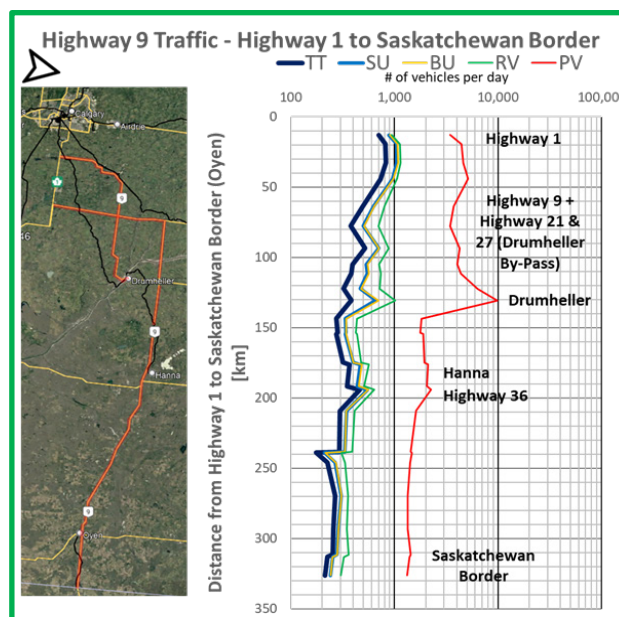 Highway 9 Traffic - Highway 1 to Saskatchewan Border
TT SU BU RV PV
# of vehicles per day
100 1,000 10,000 100,00
Distance from Highway 1 to Saskatchewan Border (Oyen)
[km]
0
50
100
150
200
250
300
350
Highway 1
Highway 9 +
Highway 21 &
27 (Drumheller
By-Pass)
Drumheller
Hanna
Highway 36
Saskatchewan
Border
Calgary
Airdrie
9
46
Drumheller
9
Hanna
9
Oyen